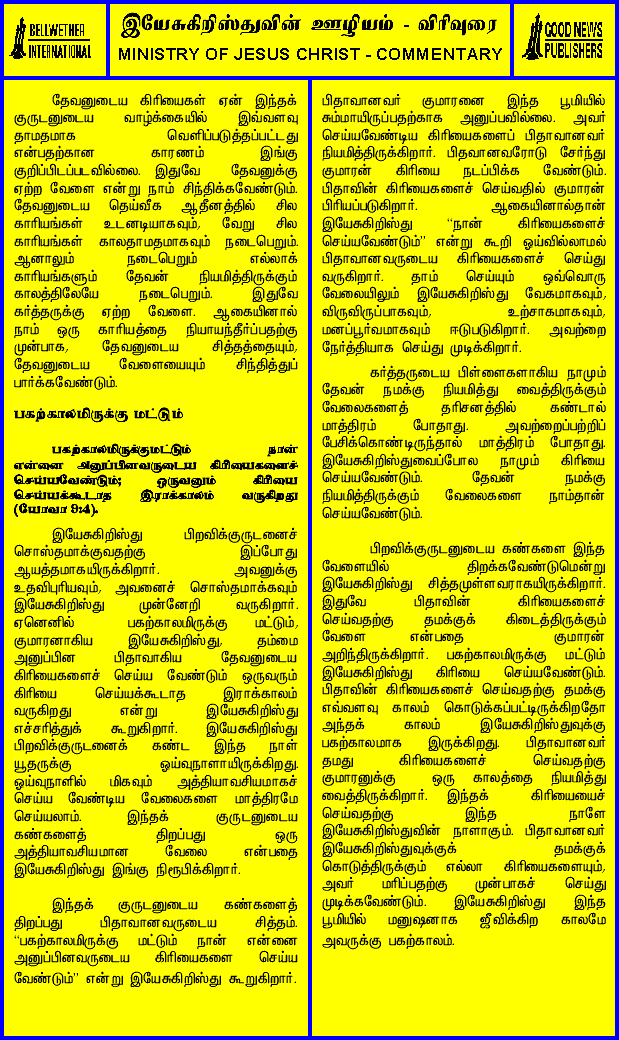 BELLWETHER
INTERNATIONAL
இயேசுகிறிஸ்துவின் ஊழியம் - விரிவுரை
MINISTRY OF JESUS CHRIST - COMMENTARY
GOOD NEWS
PUBLISHERS
தேவனுடைய கிரியைகள் ஏன் இந்தக்
குருடனுடைய வாழ்க்கையில் இவ்வளவு
தாமதமாக வெளிப்படுத்தப்பட்டது
என்பதற்கான காரணம் இங்கு
குறிப்பிடப்படவில்லை. இதுவே தேவனுக்கு
ஏற்ற வேளை என்று நாம் சிந்திக்கவேண்டும்.
தேவனுடைய தெய்வீக ஆதீனத்தில் சில
காரியங்கள் உடனடியாகவும், வேறு சில
காரியங்கள் காலதாமதமாகவும் நடைபெறும்.
ஆனாலும் நடைபெறும் எல்லாக்
காரியங்களும் தேவன் நியமித்திருக்கும்
காலத்திலேயே நடைபெறும். இதுவே
கர்த்தருக்கு ஏற்ற வேளை. ஆகையினால்
நாம் ஒரு காரியத்தை நியாயந்தீர்ப்பதற்கு
முன்பாக, தேவனுடைய சித்தத்தையும்,
தேவனுடைய வேளையையும் சிந்தித்துப்
பார்க்கவேண்டும்.
பகற்காலமிருக்கு மட்டும்
பகற்காலமிருக்குமட்டும் நான்
என்னை அனுப்பினவருடைய கிரியைகளைச்
செய்யவேண்டும்; ஒருவனும் கிரியை
செய்யக்கூடாத இராக்காலம் வருகிறது
(யோவா 9:4).
இயேசுகிறிஸ்து பிறவிக்குருடனைச்
சொஸ்தமாக்குவதற்கு இப்போது
ஆயத்தமாகயிருக்கிறார். அவனுக்கு
உதவிபுரியவும், அவனைச் சொஸ்தமாக்கவும்
இயேசுகிறிஸ்து முன்னேறி வருகிறார்.
ஏனெனில் பகற்காலமிருக்கு மட்டும்,
குமாரனாகிய இயேசுகிறிஸ்து, தம்மை
அனுப்பின பிதாவாகிய தேவனுடைய
கிரியைகளைச் செய்ய வேண்டும் ஒருவரும்
கிரியை செய்யக்கூடாத இராக்காலம்
வருகிறது என்று இயேசுகிறிஸ்து
எச்சரித்துக் கூறுகிறார். இயேசுகிறிஸ்து
பிறவிக்குருடனைக் கண்ட இந்த நாள்
யூதருக்கு ஓய்வுநாளாயிருக்கிறது.
ஓய்வுநாளில் மிகவும் அத்தியாவசியமாகச்
செய்ய வேண்டிய வேலைகளை மாத்திரமே
செய்யலாம். இந்தக் குருடனுடைய
கண்களைத் திறப்பது ஒரு
அத்தியாவசியமான வேலை என்பதை
இயேசுகிறிஸ்து இங்கு நிரூபிக்கிறார்.
இந்தக் குருடனுடைய கண்களைத்
திறப்பது பிதாவானவருடைய சித்தம்.
“பகற்காலமிருக்கு மட்டும் நான் என்னை
அனுப்பினவருடைய கிரியைகளை செய்ய
வேண்டும்” என்று இயேசுகிறிஸ்து கூறுகிறார்.
பிதாவானவர் குமாரனை இந்த பூமியில்
சும்மாயிருப்பதற்காக அனுப்பவில்லை. அவர்
செய்யவேண்டிய கிரியைகளைப் பிதாவானவர்
நியமித்திருக்கிறார். பிதவானவரோடு சேர்ந்து
குமாரன் கிரியை நடப்பிக்க வேண்டும்.
பிதாவின் கிரியைகளைச் செய்வதில் குமாரன்
பிரியப்படுகிறார். ஆகையினால்தான்
இயேசுகிறிஸ்து “நான் கிரியைகளைச்
செய்யவேண்டும்” என்று கூறி ஓய்வில்லாமல்
பிதாவானவருடைய கிரியைகளைச் செய்து
வருகிறார். தாம் செய்யும் ஒவ்வொரு
வேலையிலும் இயேசுகிறிஸ்து வேகமாகவும்,
விருவிருப்பாகவும், உற்சாகமாகவும்,
மனப்பூர்வமாகவும் ஈடுபடுகிறார். அவற்றை
நேர்த்தியாக செய்து முடிக்கிறார்.
கர்த்தருடைய பிள்ளைகளாகிய நாமும்
தேவன் நமக்கு நியமித்து வைத்திருக்கும்
வேலைகளைத் தரிசனத்தில் கண்டால்
மாத்திரம் போதாது. அவற்றைப்பற்றிப்
பேசிக்கொண்டிருந்தால் மாத்திரம் போதாது.
இயேசுகிறிஸ்துவைப்போல நாமும் கிரியை
செய்யவேண்டும். தேவன் நமக்கு
நியமித்திருக்கும் வேலைகளை நாம்தான்
செய்யவேண்டும்.
பிறவிக்குருடனுடைய கண்களை இந்த
வேளையில் திறக்கவேண்டுமென்று
இயேசுகிறிஸ்து சித்தமுள்ளவராகயிருக்கிறார்.
இதுவே பிதாவின் கிரியைகளைச்
செய்வதற்கு தமக்குக் கிடைத்திருக்கும்
வேளை என்பதை குமாரன்
அறிந்திருக்கிறார். பகற்காலமிருக்கு மட்டும்
இயேசுகிறிஸ்து கிரியை செய்யவேண்டும்.
பிதாவின் கிரியைகளைச் செய்வதற்கு தமக்கு
எவ்வளவு காலம் கொடுக்கப்பட்டிருக்கிறதோ
அந்தக் காலம் இயேசுகிறிஸ்துவுக்கு
பகற்காலமாக இருக்கிறது. பிதாவானவர்
தமது கிரியைகளைச் செய்வதற்கு
குமாரனுக்கு ஒரு காலத்தை நியமித்து
வைத்திருக்கிறார். இந்தக் கிரியையைச்
செய்வதற்கு இந்த நாளே
இயேசுகிறிஸ்துவின் நாளாகும். பிதாவானவர்
இயேசுகிறிஸ்துவுக்குக் தமக்குக்
கொடுத்திருக்கும் எல்லா கிரியைகளையும்,
அவர் மரிப்பதற்கு முன்பாகச் செய்து
முடிக்கவேண்டும். இயேசுகிறிஸ்து இந்த
பூமியில் மனுஷனாக ஜீவிக்கிற காலமே
அவருக்கு பகற்காலம்.